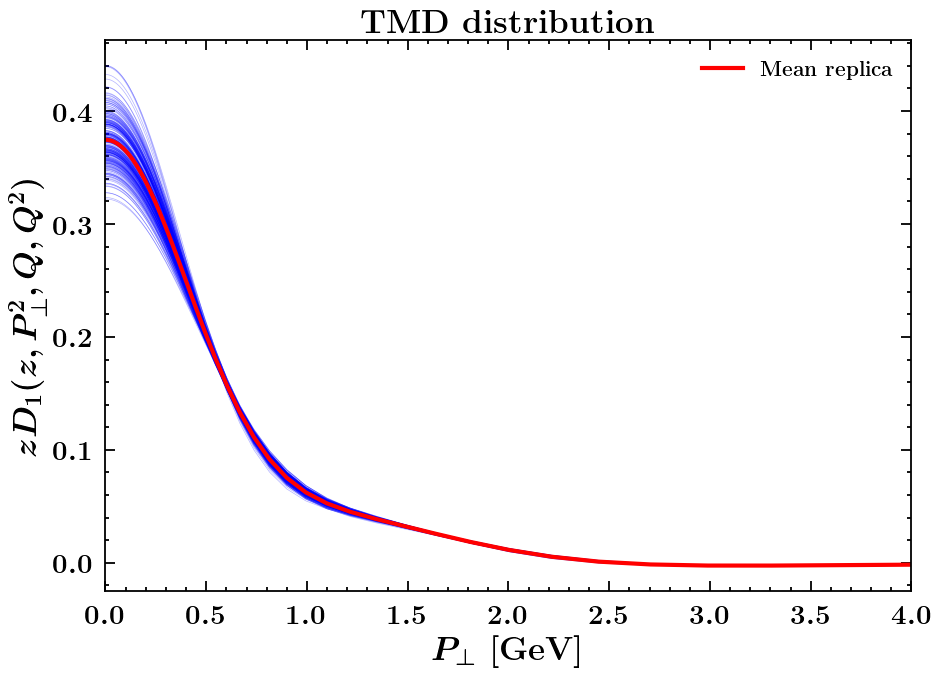 TMD distribution
Mean replica
zD₁(z, P²⊥, Q, Q²)
0.4
0.3
0.2
0.1
0.0
0.0 0.5 1.0 1.5 2.0 2.5 3.0 3.5 4.0
P⊥ [GeV]